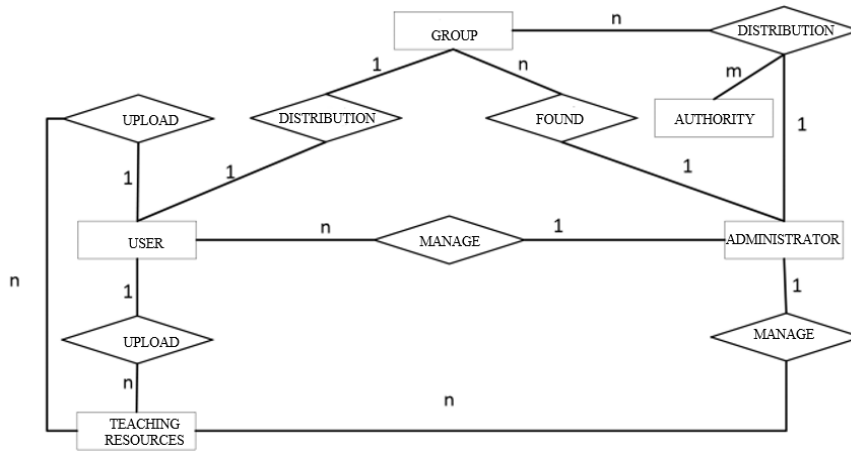 n
GROUP
DISTRIBUTION
1
n
m
UPLOAD
DISTRIBUTION
FOUND
AUTHORITY
1
1
1
1
USER
n
MANAGE
1
ADMINISTRATOR
n
1
1
UPLOAD
MANAGE
n
n
TEACHING
RESOURCES